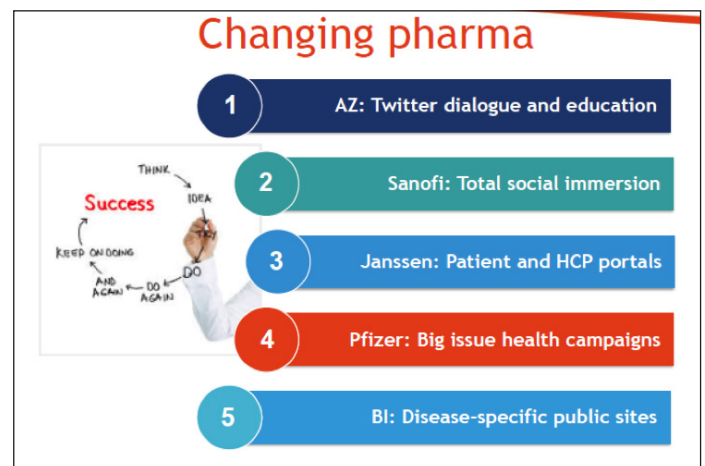 Changing pharma
1
AZ: Twitter dialogue and education
2
Sanofi: Total social immersion
3
Janssen: Patient and HCP portals
4
Pfizer: Big issue health campaigns
5
BI: Disease-specific public sites
THINK
IDEA
TRY
DO
DO
AGAIN
AND
AGAIN
KEEP ON DOING
Success